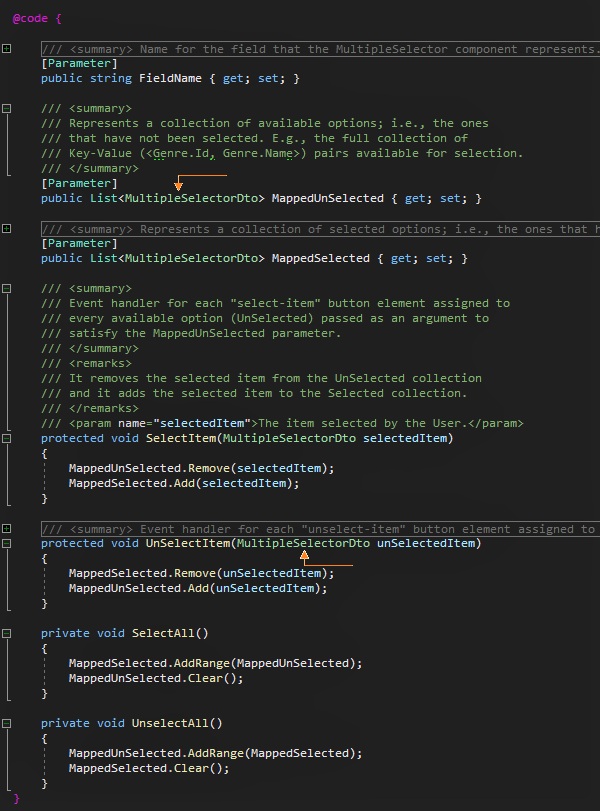 @code {
/// <summary> Name for the field that the MultipleSelector component represents.
[Parameter]
public string FieldName { get; set; }
/// <summary>
/// Represents a collection of available options; i.e., the ones
/// that have not been selected. E.g., the full collection of
/// Key-Value (<Genre.Id, Genre.Name>) pairs available for selection.
/// </summary>
[Parameter]
public List<MultipleSelectorDto> MappedUnSelected { get; set; }
/// <summary> Represents a collection of selected options; i.e., the ones that h
[Parameter]
public List<MultipleSelectorDto> MappedSelected { get; set; }
/// <summary>
/// Event handler for each "select-item" button element assigned to
/// every available option (UnSelected) passed as an argument to
/// satisfy the MappedUnSelected parameter.
/// </summary>
/// <remarks>
/// It removes the selected item from the UnSelected collection
/// and it adds the selected item to the Selected collection.
/// </remarks>
/// <param name="selectedItem">The item selected by the User.</param>
protected void SelectItem(MultipleSelectorDto selectedItem)
{
MappedUnSelected.Remove(selectedItem);
MappedSelected.Add(selectedItem);
}
/// <summary> Event handler for each "unselect-item" button element assigned to
protected void UnSelectItem(MultipleSelectorDto unSelectedItem)
{
MappedSelected.Remove(unSelectedItem);
MappedUnSelected.Add(unSelectedItem);
}
private void SelectAll()
{
MappedSelected.AddRange(MappedUnSelected);
MappedUnSelected.Clear();
}
private void UnselectAll()
{
MappedUnSelected.AddRange(MappedSelected);
MappedSelected.Clear();
}
}